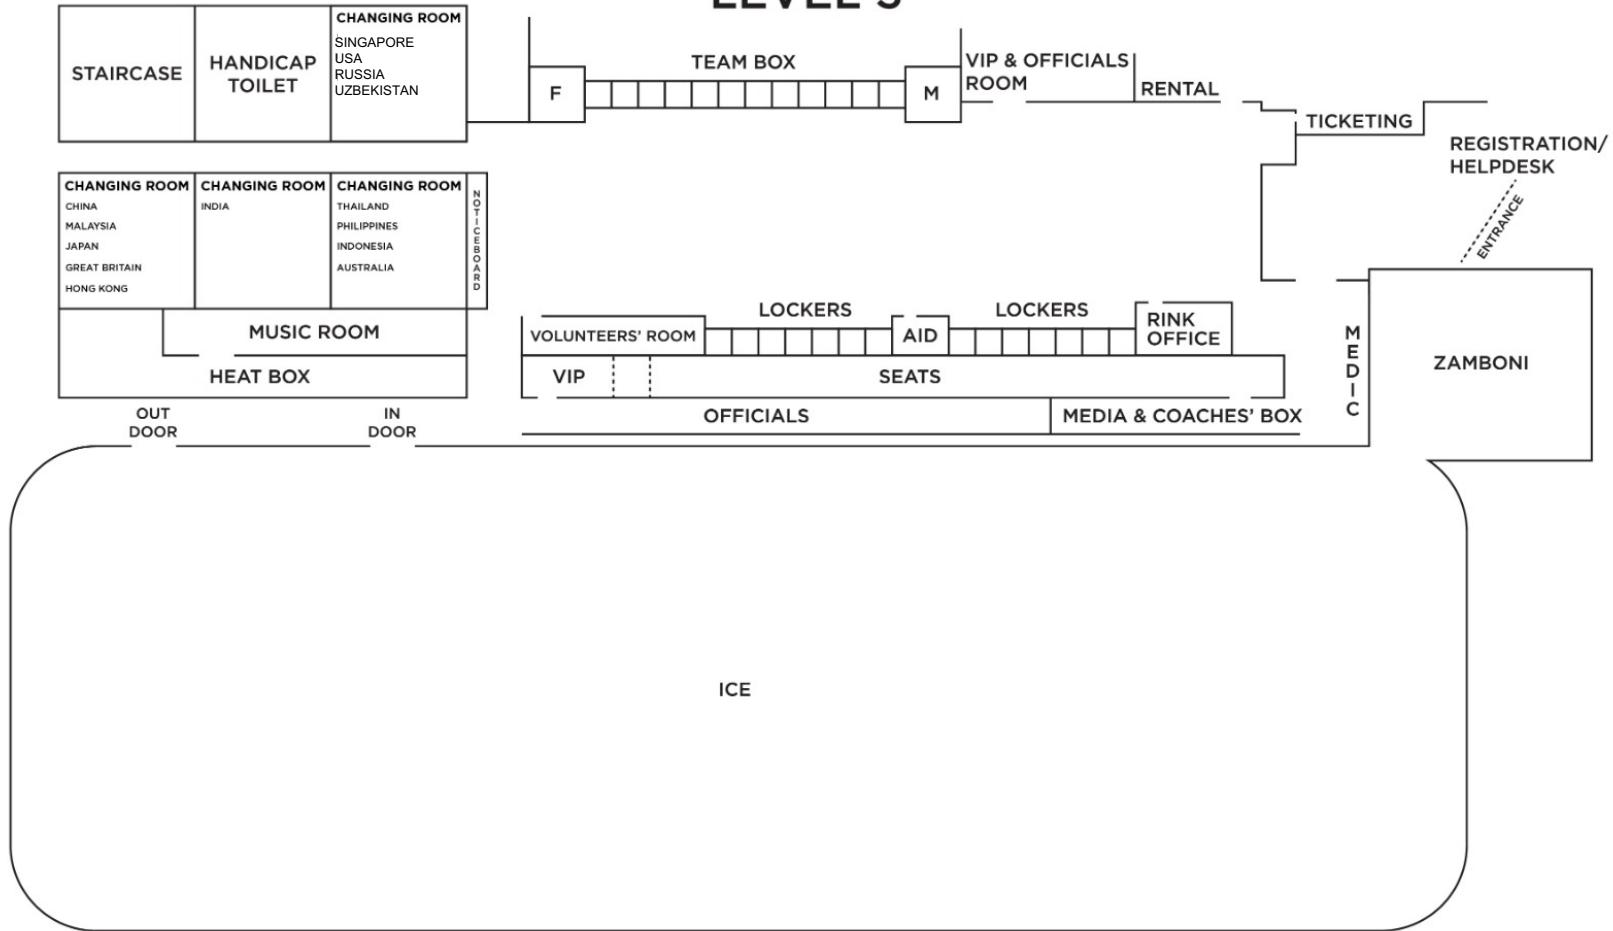 LEVEL 3
STAIRCASE
HANDICAP
TOILET
CHANGING ROOM
SINGAPORE
USA
RUSSIA
UZBEKISTAN
F
TEAM BOX
M
VIP & OFFICIALS
ROOM
RENTAL
TICKETING
REGISTRATION/
HELPDESK
ENTRANCE
CHANGING ROOM
CHINA
MALAYSIA
JAPAN
GREAT BRITAIN
HONG KONG
CHANGING ROOM
INDIA
CHANGING ROOM
THAILAND
PHILIPPINES
INDONESIA
AUSTRALIA
NOTICEBOARD
MUSIC ROOM
HEAT BOX
VOLUNTEERS' ROOM
LOCKERS
AID
LOCKERS
RINK
OFFICE
VIP
SEATS
OFFICIALS
MEDIA & COACHES' BOX
MEDIC
ZAMBONI
OUT
DOOR
IN
DOOR
ICE